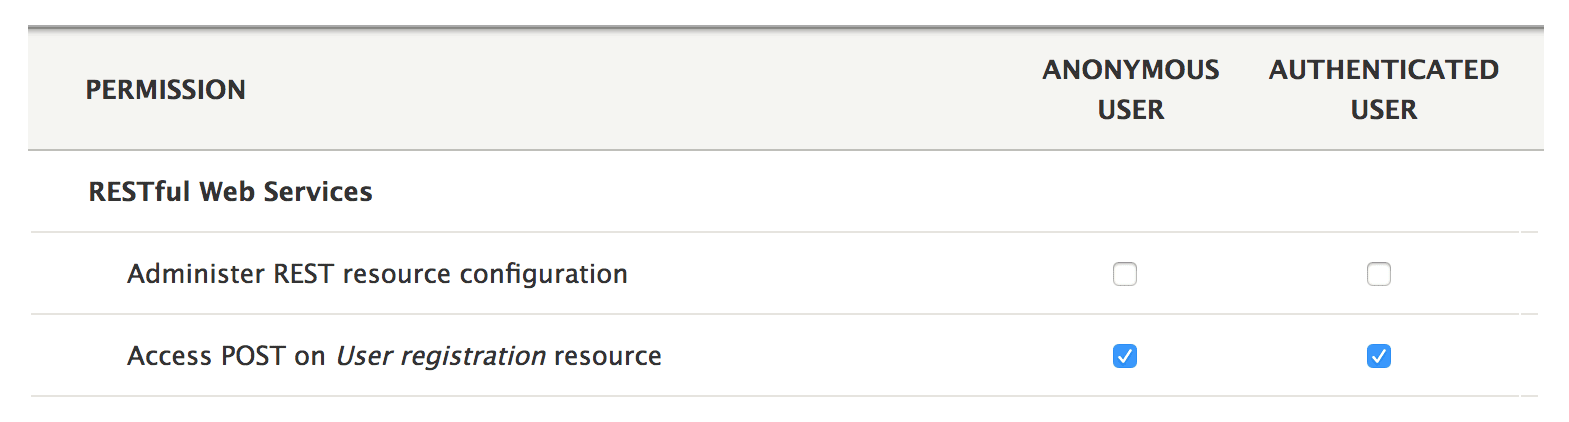 PERMISSION
ANONYMOUS
USER
AUTHENTICATED
USER
RESTful Web Services
Administer REST resource configuration
Access POST on User registration resource